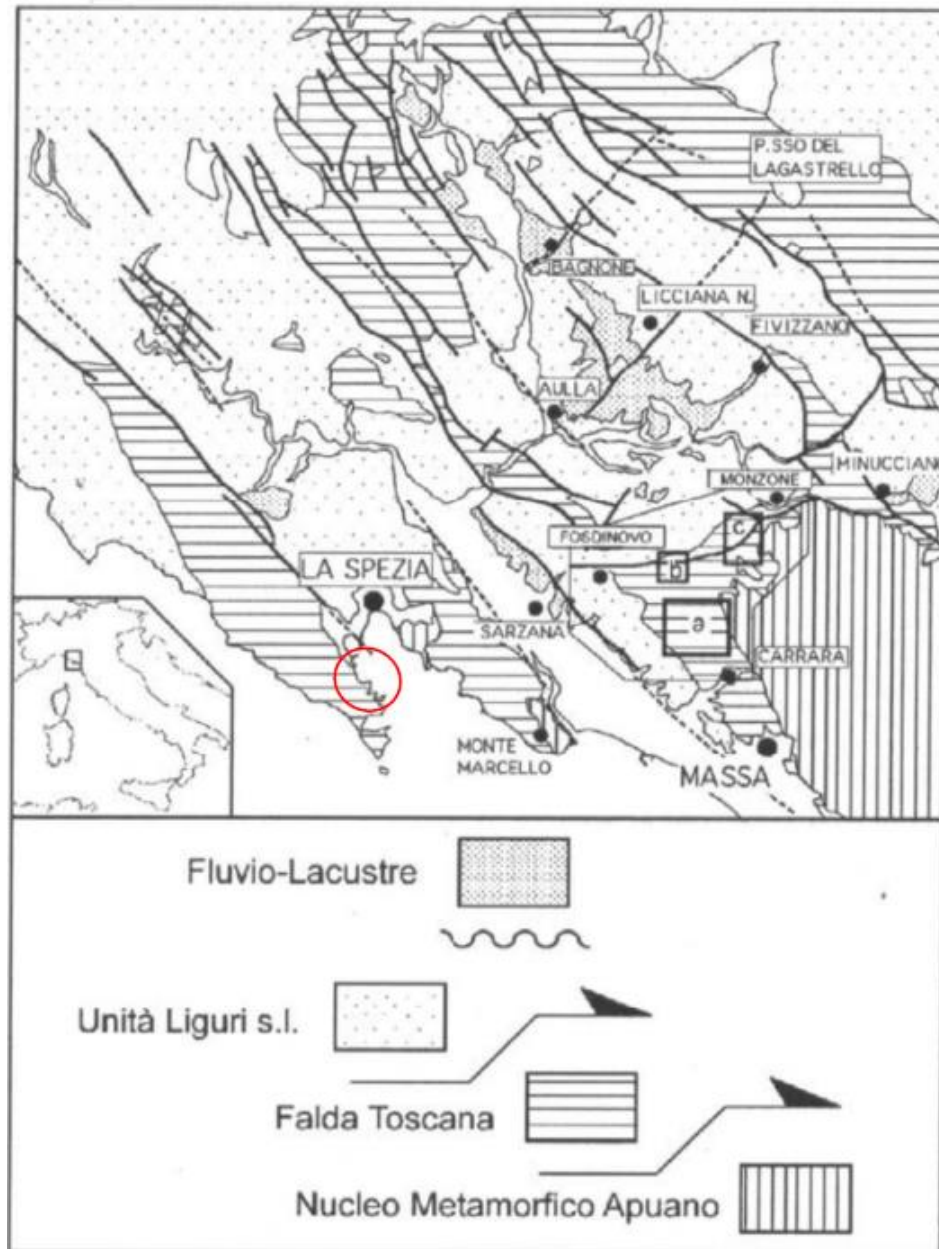 P.SSO DEL
LAGASTRELLO
BAGNONE
LICCIANA N.
FIVIZZANO
AULLA
MINUCCIANO
MONZONE
c
FOSDINOVO
b
LA SPEZIA
SARZANA
a
CARRARA
MONTE
MARCELLO
MASSA
Fluvio-Lacustre
Unità Liguri s.l.
Falda Toscana
Nucleo Metamorfico Apuano